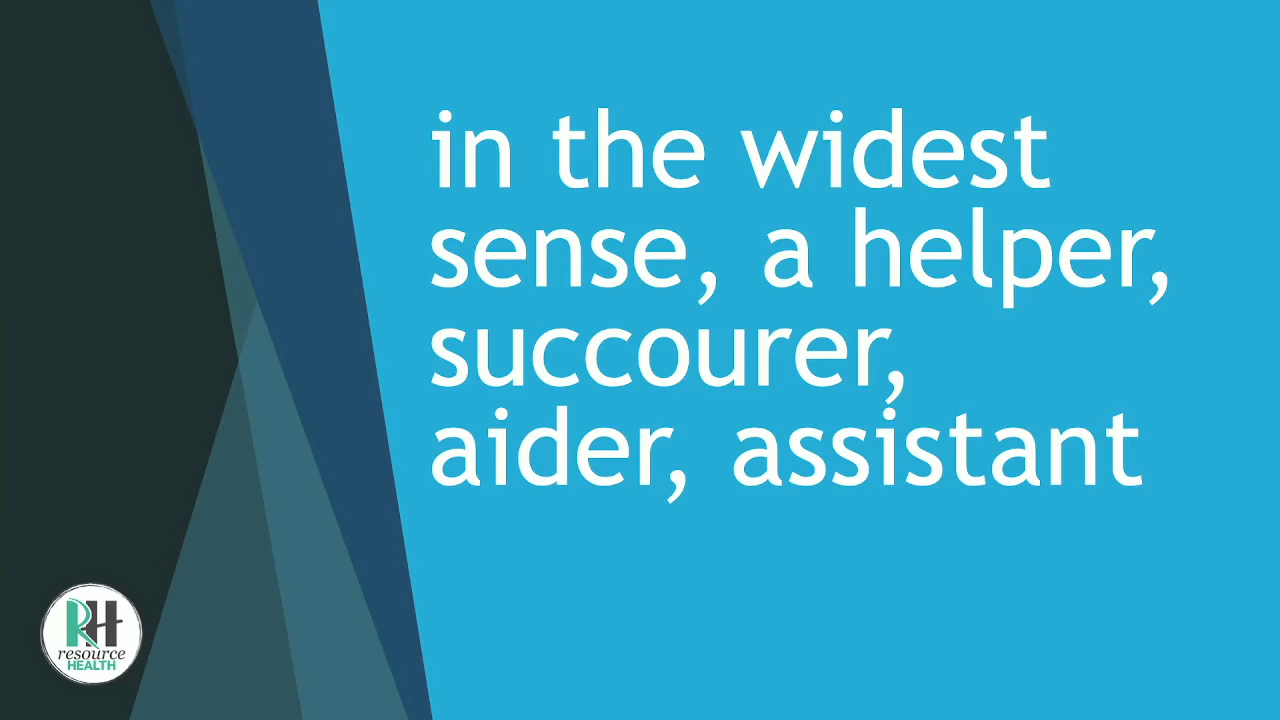 in the widest
sense, a helper,
succourer,
aider, assistant
RH
resource
HEALTH